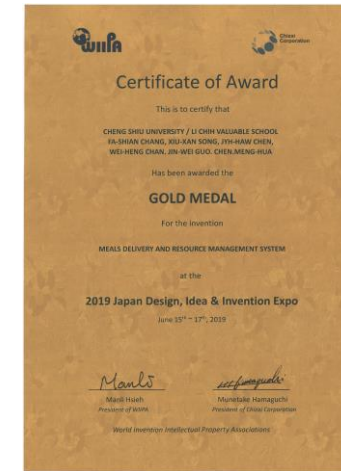 WIIPA
Chizai Corporation
Certificate of Award
This is to certify that
CHENG SHIU UNIVERSITY / LI CHIH VALUABLE SCHOOL
FA-SHIAN CHANG, XIU-XAN SONG, JYH-HAW CHEN,
WEI-HENG CHAN, JIN-WEI GUO. CHEN.MENG-HUA
Has been awarded the
GOLD MEDAL
For the invention
MEALS DELIVERY AND RESOURCE MANAGEMENT SYSTEM
at the
2019 Japan Design, Idea & Invention Expo
June 15th ~ 17th, 2019
Manli Hsieh
Munetake Hamaguchi
President of WIIPA
President of Chizai Corporation
World Invention Intellectual Property Associations